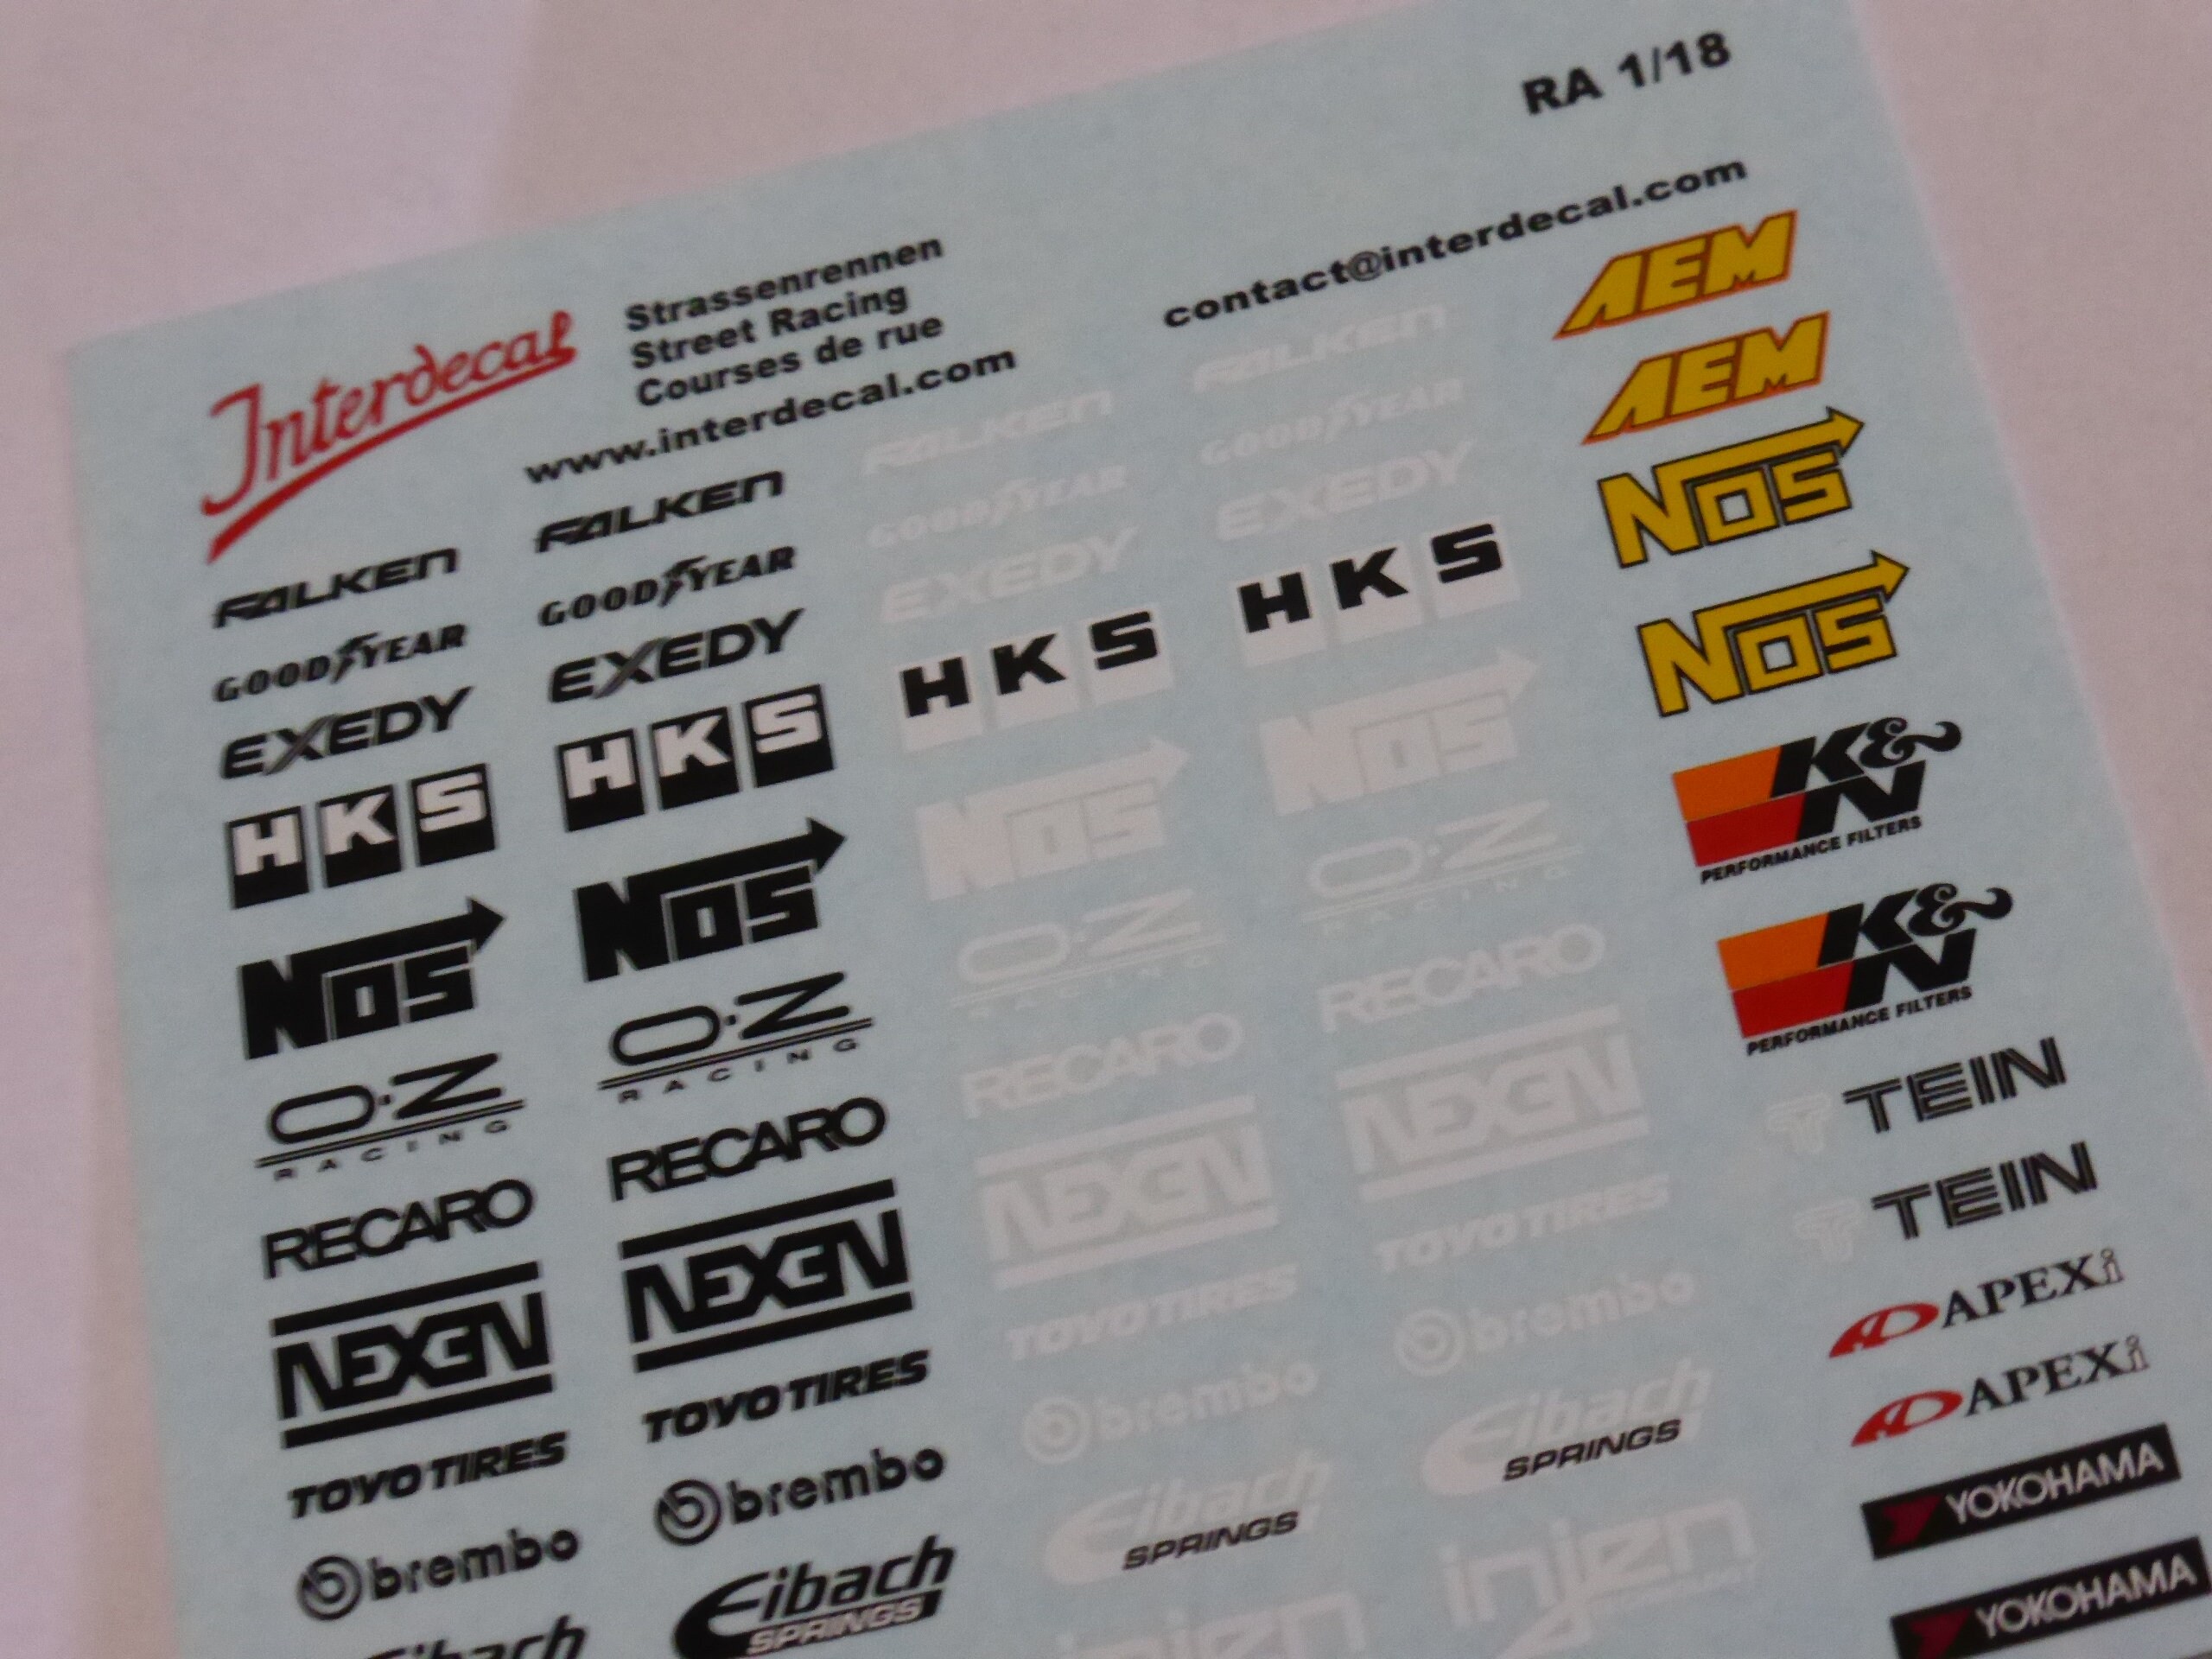 RA 1/18
Interdecal
Strassenrennen
Street Racing
Courses de rue
www.interdecal.com
contact@interdecal.com
FALKEN FALKEN FALKEN FALKEN
GOODYEAR GOODYEAR GOODYEAR GOODYEAR
EXEDY EXEDY EXEDY EXEDY
HKS HKS HKS HKS
NOS NOS NOS NOS
O·Z O·Z O·Z O·Z
RACING RACING RACING RACING
RECARO RECARO RECARO RECARO
NEXEN NEXEN NEXEN NEXEN
TOYO TIRES TOYO TIRES TOYO TIRES TOYO TIRES
brembo brembo brembo brembo
Eibach Eibach Eibach Eibach
SPRINGS SPRINGS SPRINGS
injen injen
AEM
AEM
NOS
NOS
K&N
PERFORMANCE FILTERS
K&N
PERFORMANCE FILTERS
TEIN
TEIN
APEXi
APEXi
YOKOHAMA
YOKOHAMA